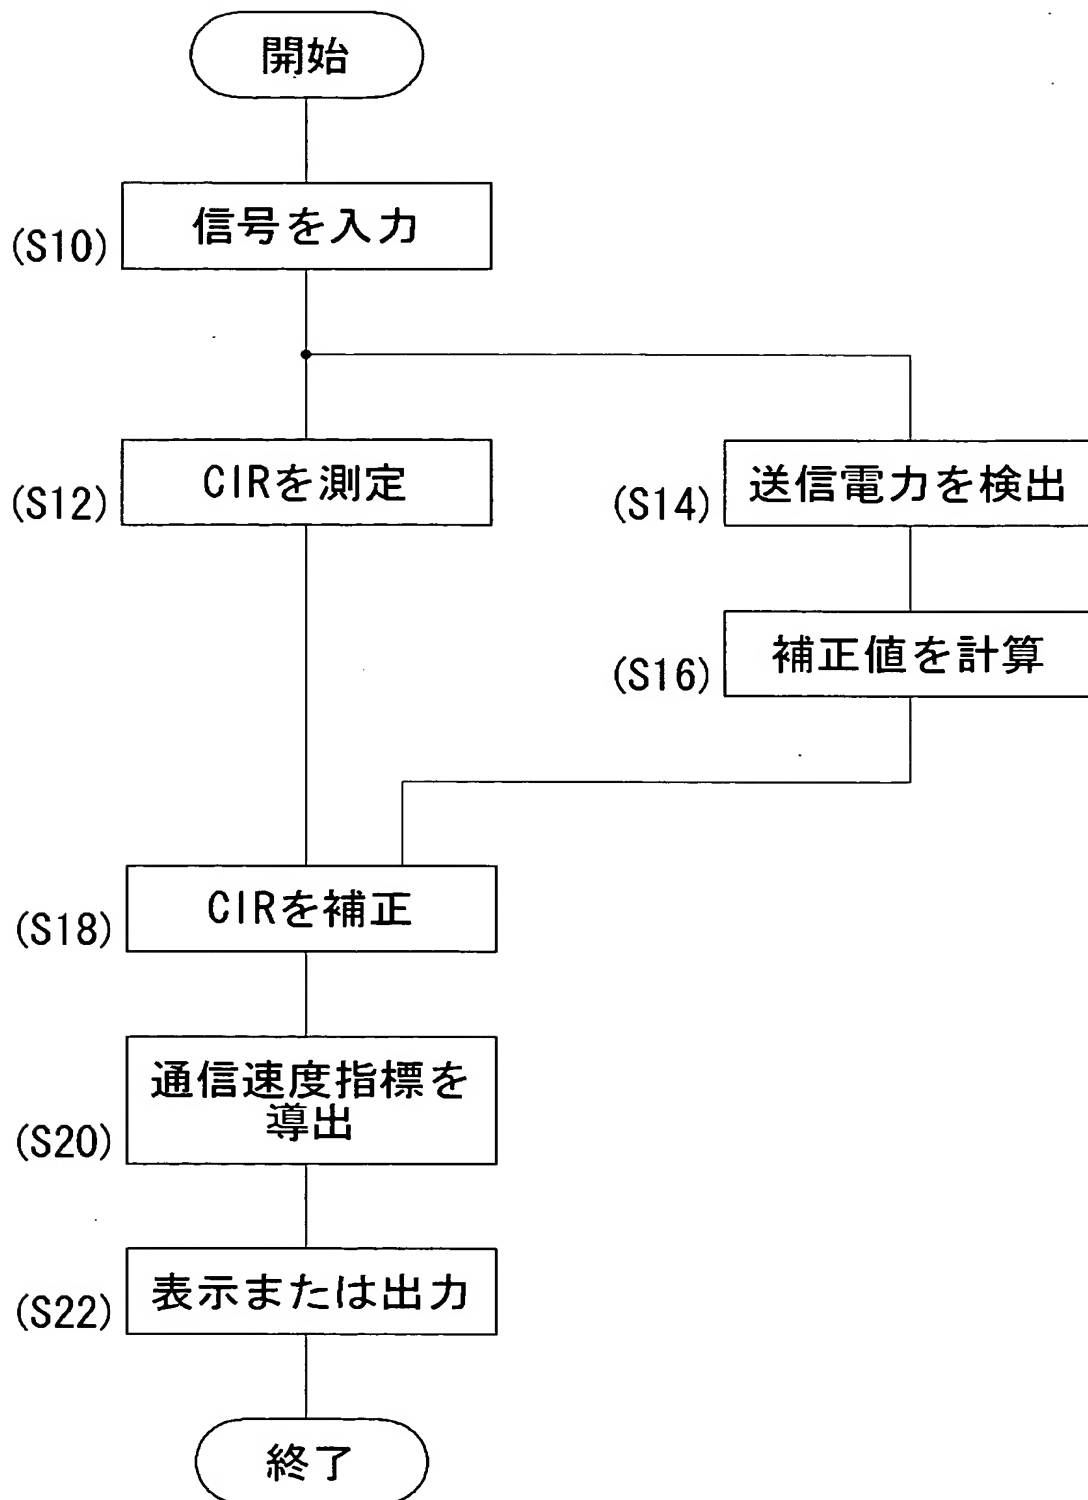 開始
信号を入力
(S10)
CIRを測定
(S12)
送信電力を検出
(S14)
補正値を計算
(S16)
CIRを補正
(S18)
通信速度指標を
導出
(S20)
表示または出力
(S22)
終了